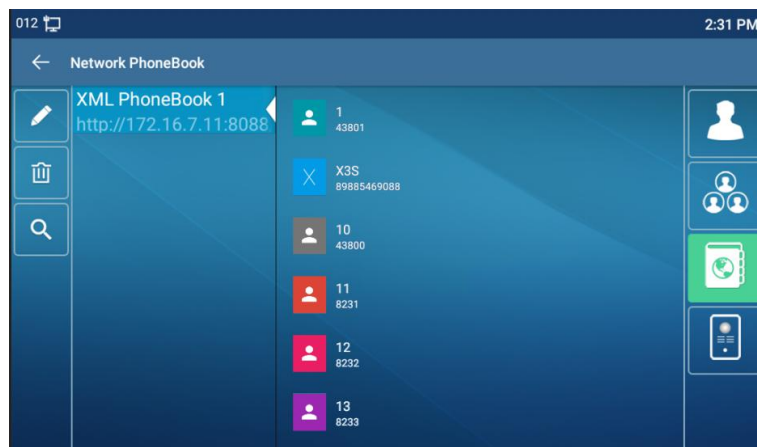 012
2:31 PM
Network PhoneBook
XML PhoneBook 1
http://172.16.7.11:8088
1
43801
X
X3S
89885469088
10
43800
11
8231
12
8232
13
8233